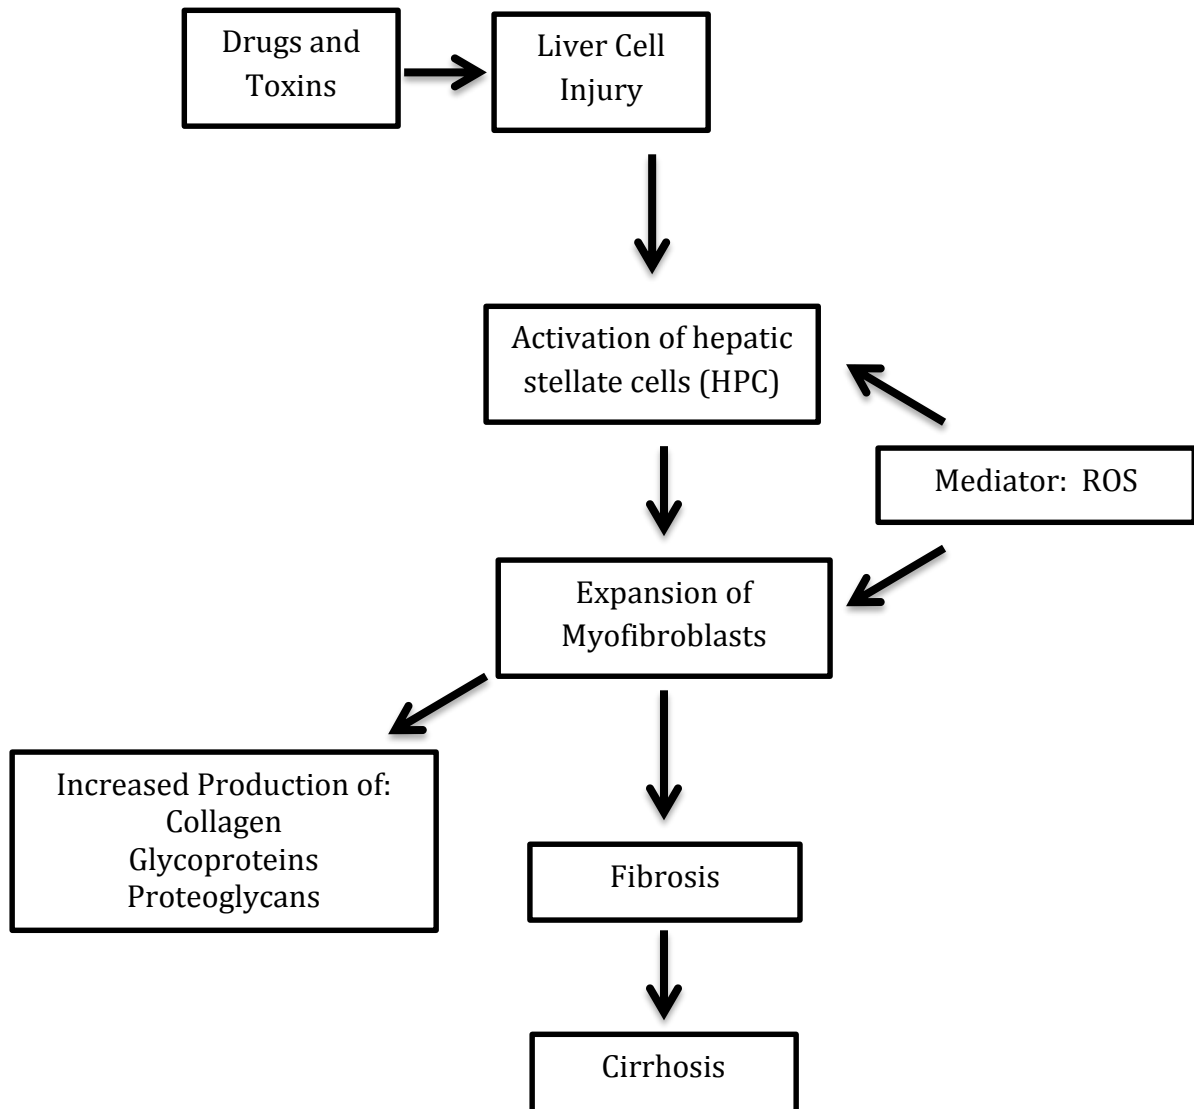 Drugs and
Toxins
Liver Cell
Injury
Activation of hepatic
stellate cells (HPC)
Mediator: ROS
Expansion of
Myofibroblasts
Increased Production of:
Collagen
Glycoproteins
Proteoglycans
Fibrosis
Cirrhosis